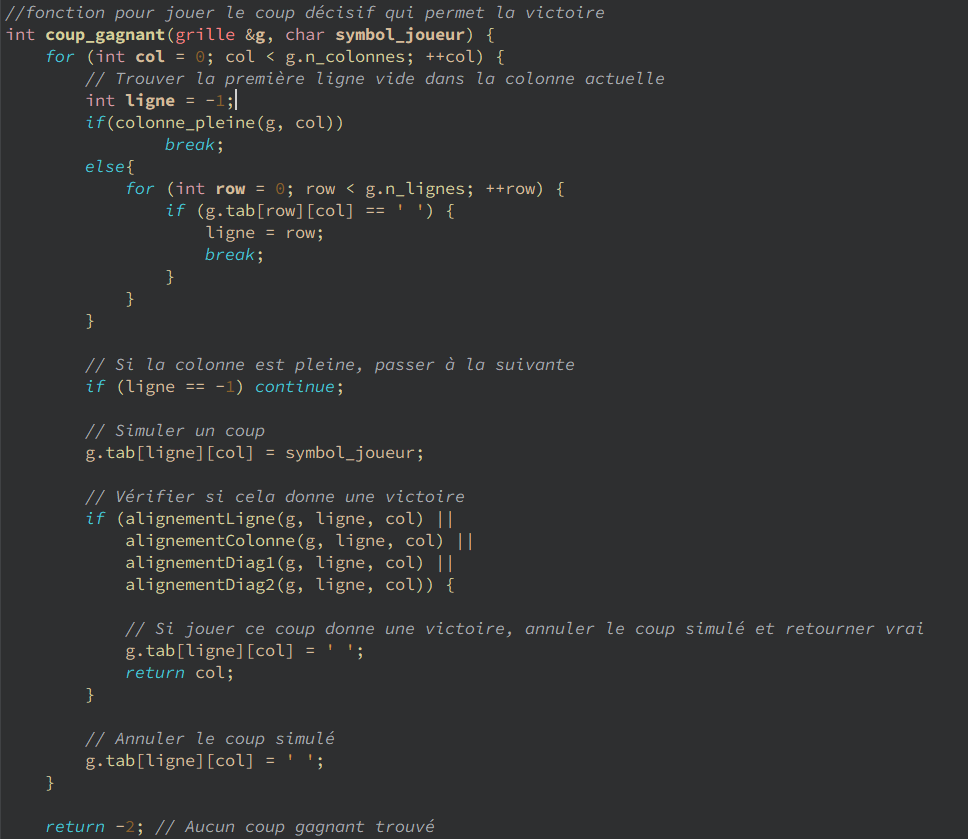 //fonction pour jouer le coup décisif qui permet la victoire
int coup_gagnant(grille &g, char symbol_joueur) {
    for (int col = 0; col < g.n_colonnes; ++col) {
        // Trouver la première ligne vide dans la colonne actuelle
        int ligne = -1;
        if(colonne_pleine(g, col))
                break;
        else{
            for (int row = 0; row < g.n_lignes; ++row) {
                if (g.tab[row][col] == ' ') {
                    ligne = row;
                    break;
                }
            }
        }

        // Si la colonne est pleine, passer à la suivante
        if (ligne == -1) continue;

        // Simuler un coup
        g.tab[ligne][col] = symbol_joueur;

        // Vérifier si cela donne une victoire
        if (alignementLigne(g, ligne, col) ||
            alignementColonne(g, ligne, col) ||
            alignementDiag1(g, ligne, col) ||
            alignementDiag2(g, ligne, col)) {

            // Si jouer ce coup donne une victoire, annuler le coup simulé et retourner vrai
            g.tab[ligne][col] = ' ';
            return col;
        }

        // Annuler le coup simulé
        g.tab[ligne][col] = ' ';
    }

    return -2; // Aucun coup gagnant trouvé